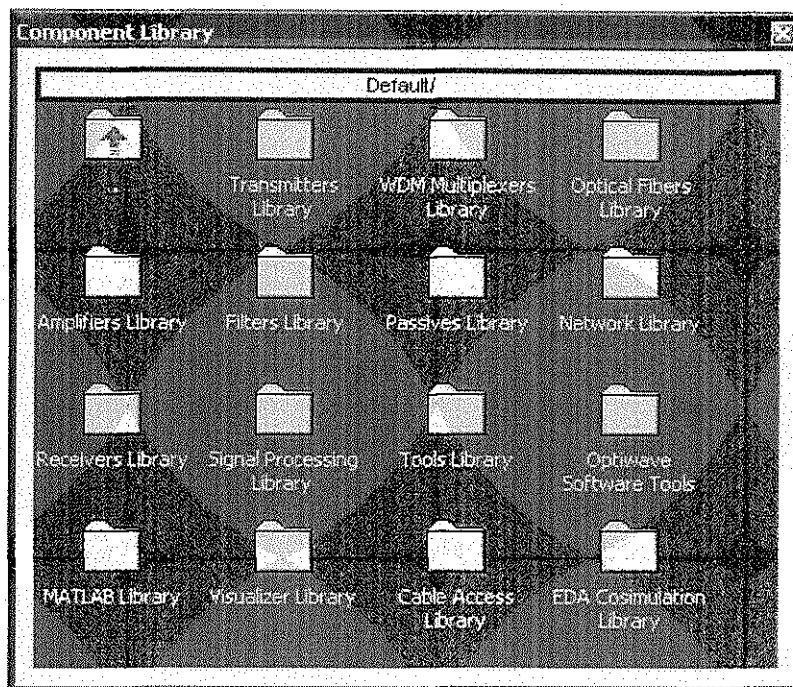 Component Library
Default/
..
Transmitters Library
WDM Multiplexers Library
Optical Fibers Library
Amplifiers Library
Filters Library
Passives Library
Network Library
Receivers Library
Signal Processing Library
Tools Library
Optiwave Software Tools
MATLAB Library
Visualizer Library
Cable Access Library
EDA Cosimulation Library